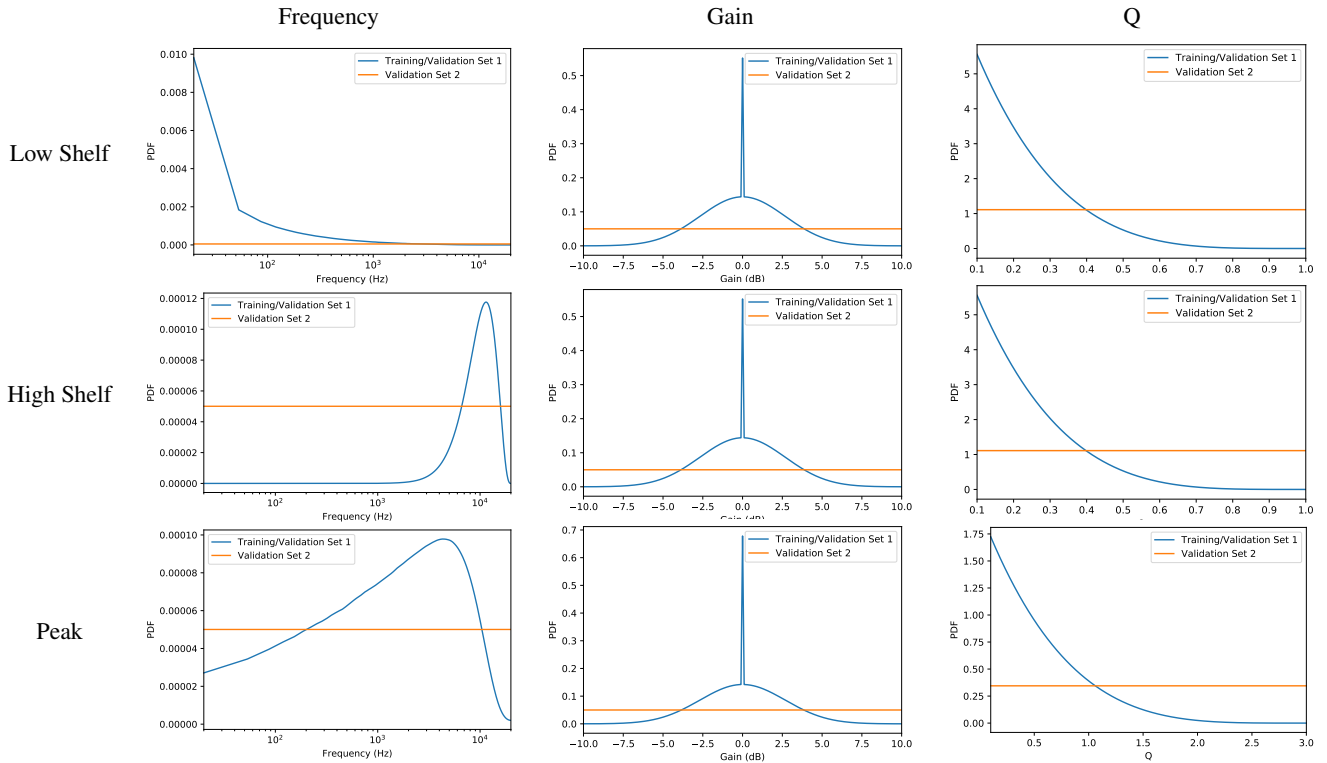 Frequency Gain Q
Low Shelf
PDF
0.010
0.008
0.006
0.004
0.002
0.000
10² 10³ 10⁴
Frequency (Hz)
Training/Validation Set 1
Validation Set 2
PDF
0.5
0.4
0.3
0.2
0.1
0.0
−10.0 −7.5 −5.0 −2.5 0.0 2.5 5.0 7.5 10.0
Gain (dB)
Training/Validation Set 1
Validation Set 2
PDF
5
4
3
2
1
0
0.1 0.2 0.3 0.4 0.5 0.6 0.7 0.8 0.9 1.0
Training/Validation Set 1
Validation Set 2
High Shelf
PDF
0.00012
0.00010
0.00008
0.00006
0.00004
0.00002
0.00000
10² 10³ 10⁴
Frequency (Hz)
Training/Validation Set 1
Validation Set 2
PDF
0.5
0.4
0.3
0.2
0.1
0.0
−10.0 −7.5 −5.0 −2.5 0.0 2.5 5.0 7.5 10.0
Gain (dB)
Training/Validation Set 1
Validation Set 2
PDF
5
4
3
2
1
0
0.1 0.2 0.3 0.4 0.5 0.6 0.7 0.8 0.9 1.0
Training/Validation Set 1
Validation Set 2
Peak
PDF
0.00010
0.00008
0.00006
0.00004
0.00002
0.00000
10² 10³ 10⁴
Frequency (Hz)
Training/Validation Set 1
Validation Set 2
PDF
0.7
0.6
0.5
0.4
0.3
0.2
0.1
0.0
−10.0 −7.5 −5.0 −2.5 0.0 2.5 5.0 7.5 10.0
Gain (dB)
Training/Validation Set 1
Validation Set 2
PDF
1.75
1.50
1.25
1.00
0.75
0.50
0.25
0.00
0.5 1.0 1.5 2.0 2.5 3.0
Q
Training/Validation Set 1
Validation Set 2